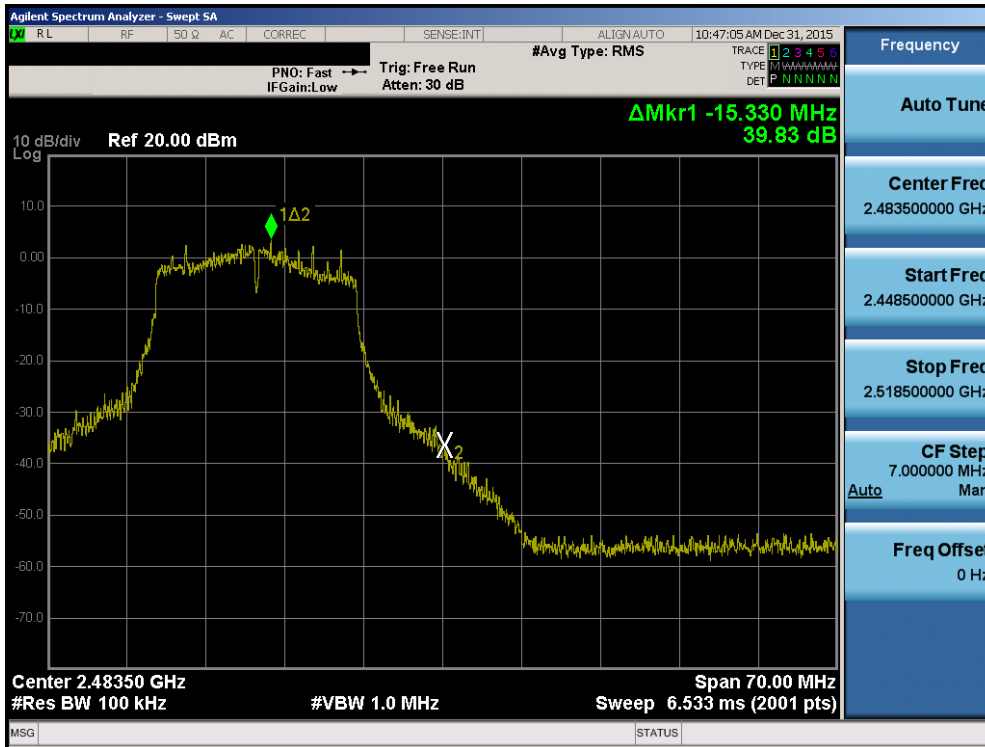 Agilent Spectrum Analyzer - Swept SA
LXI RL RF 50 Ω AC CORREC SENSE:INT ALIGN AUTO 10:47:05 AM Dec 31, 2015
Frequency
#Avg Type: RMS
TRACE 1 2 3 4 5 6
PNO: Fast
Trig: Free Run
TYPE M WWWWW
IFGain:Low
Atten: 30 dB
DET P N N N N N
Auto Tune
ΔMkr1 -15.330 MHz
39.83 dB
10 dB/div
Ref 20.00 dBm
Log
Center Freq
2.483500000 GHz
10.0
1Δ2
0.00
Start Freq
2.448500000 GHz
-10.0
-20.0
Stop Freq
2.518500000 GHz
-30.0
X2
-40.0
CF Step
7.000000 MHz
Auto Man
-50.0
Freq Offset
0 Hz
-60.0
-70.0
Center 2.48350 GHz
Span 70.00 MHz
#Res BW 100 kHz
#VBW 1.0 MHz
Sweep 6.533 ms (2001 pts)
MSG
STATUS